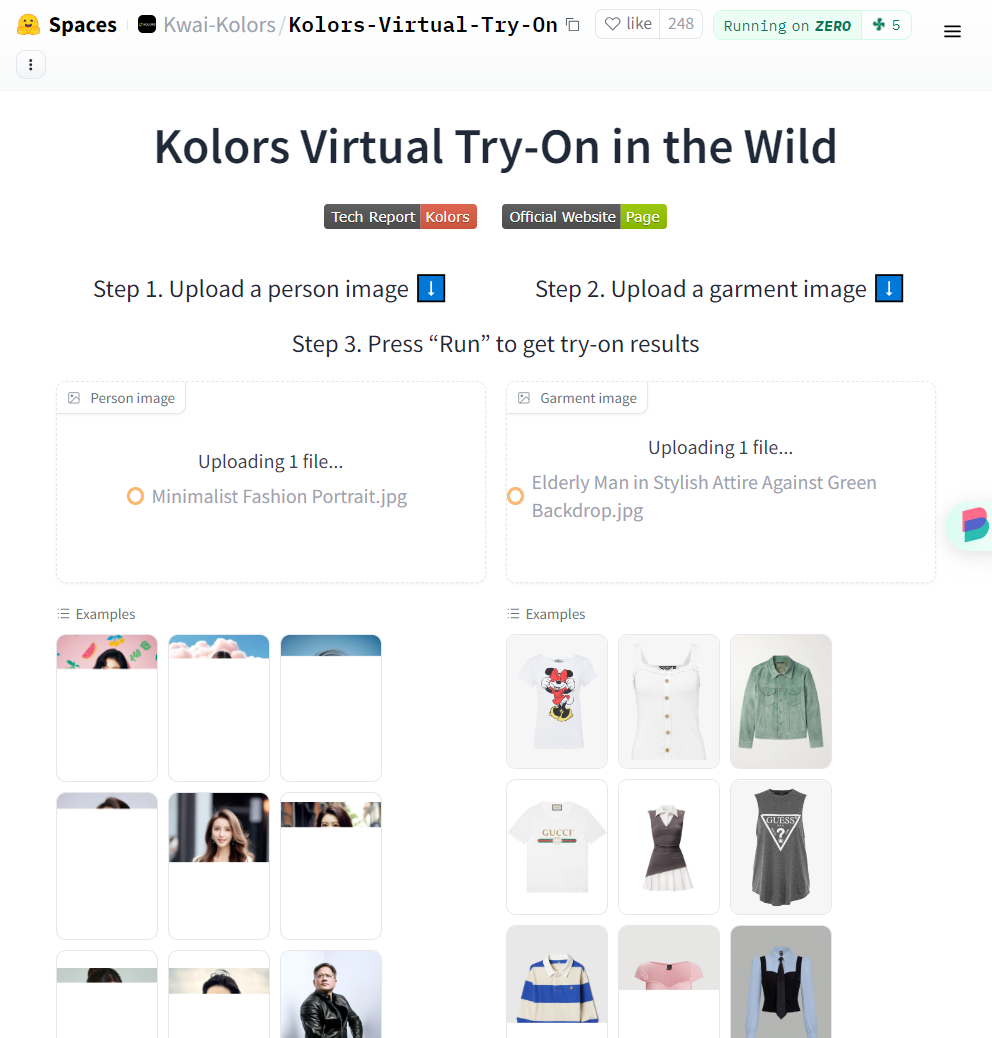 Spaces Kwai-Kolors/Kolors-Virtual-Try-On like 248 Running on ZERO 5
Kolors Virtual Try-On in the Wild
Tech Report Kolors Official Website Page
Step 1. Upload a person image ↓ Step 2. Upload a garment image ↓
Step 3. Press “Run” to get try-on results
Person image
Uploading 1 file...
Minimalist Fashion Portrait.jpg
Garment image
Uploading 1 file...
Elderly Man in Stylish Attire Against Green
Backdrop.jpg
Examples
Examples
GUCCI
GUESS
?